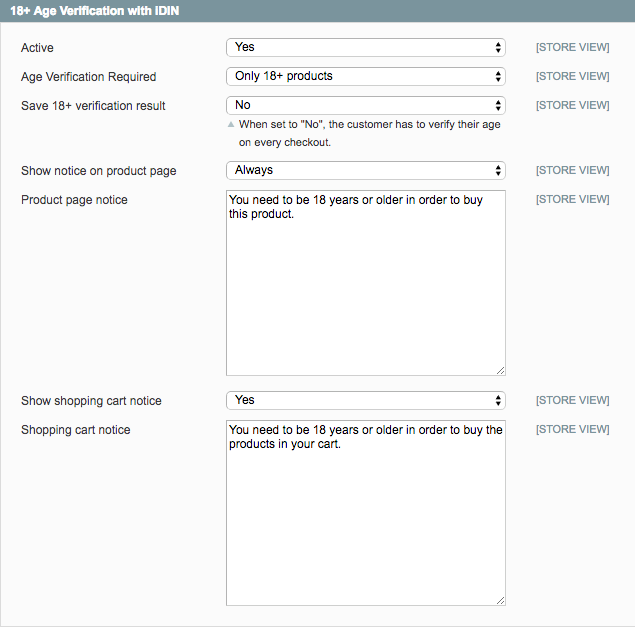 18+ Age Verification with IDIN
Active Yes [STORE VIEW]
Age Verification Required Only 18+ products [STORE VIEW]
Save 18+ verification result No [STORE VIEW]
When set to "No", the customer has to verify their age
on every checkout.
Show notice on product page Always [STORE VIEW]
Product page notice You need to be 18 years or older in order to buy [STORE VIEW]
this product.
Show shopping cart notice Yes [STORE VIEW]
Shopping cart notice You need to be 18 years or older in order to buy the [STORE VIEW]
products in your cart.